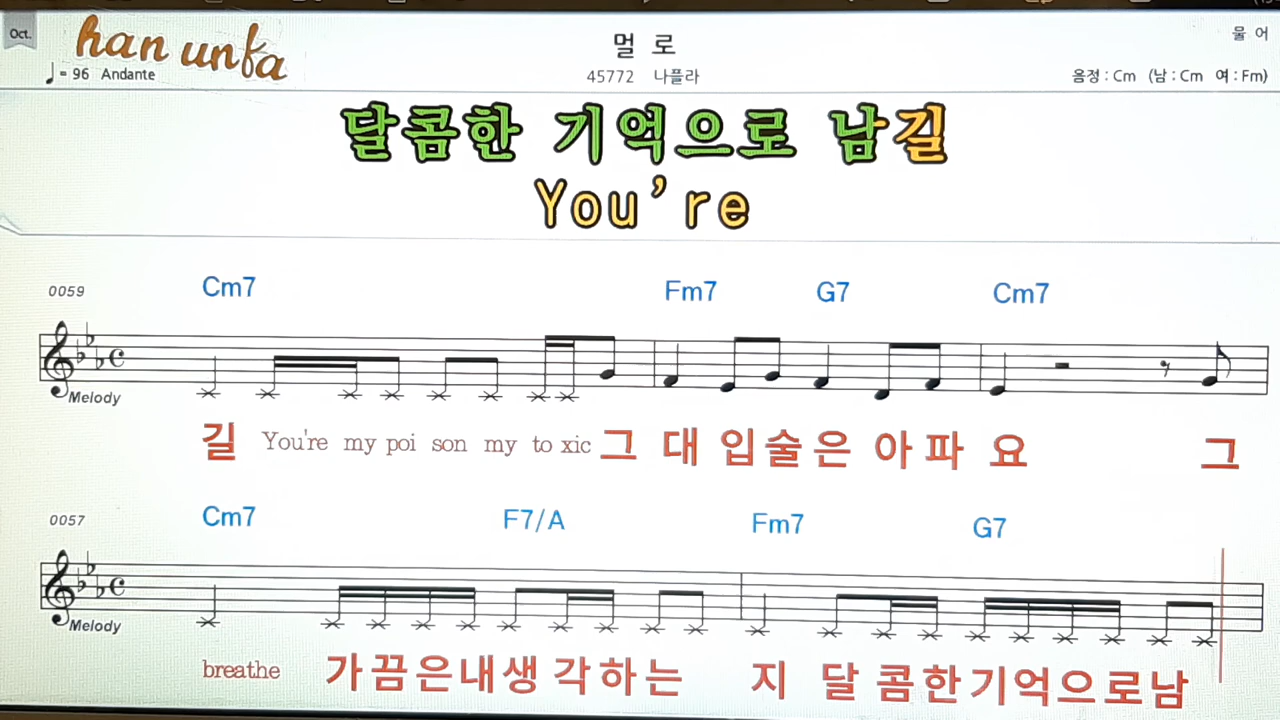 Oct.
han unfa
멀 로
물 어
♩= 96 Andante
45772 나플라
음정 : Cm (남 : Cm 여 : Fm)
달콤한 기억으로 남길
You're
0059 Cm7 Fm7 G7 Cm7
Melody
길 You're my poi son my to xic 그 대 입술은 아파 요 그
0057 Cm7 F7/A Fm7 G7
Melody
breathe 가끔은내생 각하는 지 달 콤한기억으로남